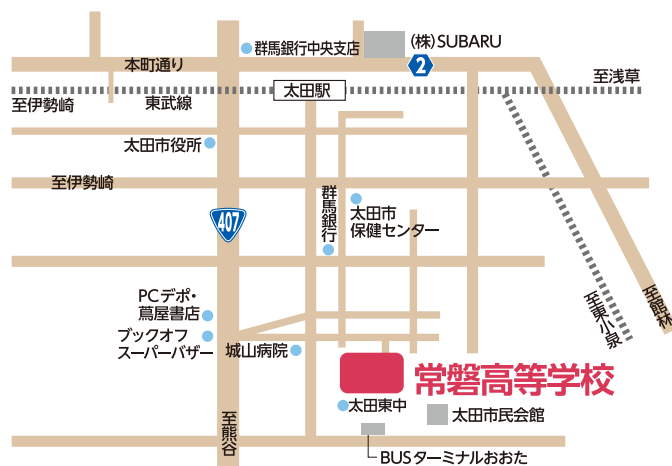 (株)SUBARU
群馬銀行中央支店
本町通り
2
至浅草
至伊勢崎
東武線
太田駅
太田市役所
至伊勢崎
407
群馬銀行
太田市
保健センター
PCデポ・
蔦屋書店
ブックオフ
スーパーバザー
城山病院
至東小泉
至館林
常磐高等学校
太田東中
太田市民会館
至熊谷
BUSターミナルおおた